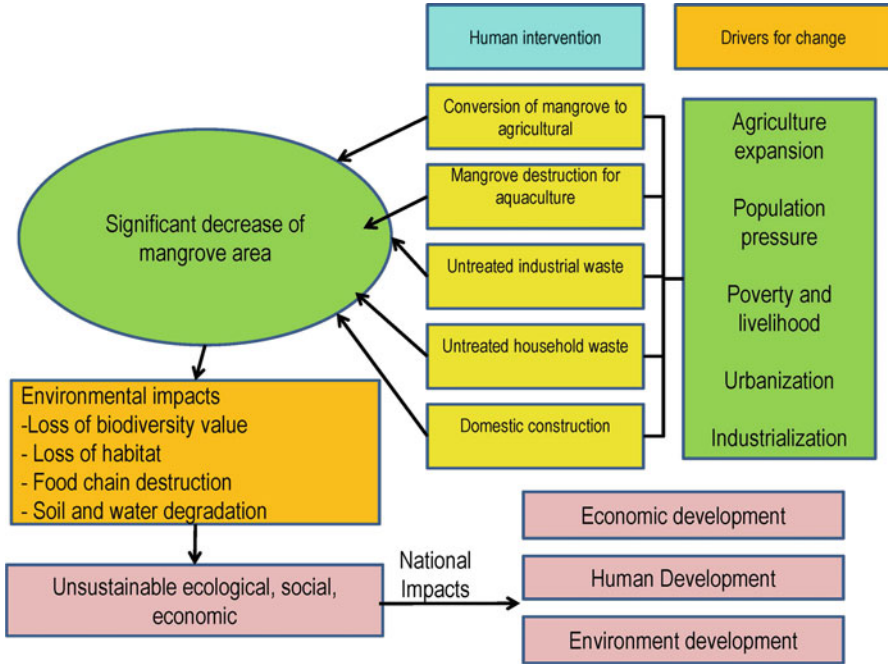 Human intervention
Drivers for change
Conversion of mangrove to
agricultural
Mangrove destruction for
aquaculture
Untreated industrial waste
Untreated household waste
Domestic construction
Agriculture
expansion
Population
pressure
Poverty and
livelihood
Urbanization
Industrialization
Significant decrease of
mangrove area
Environmental impacts
-Loss of biodiversity value
- Loss of habitat
- Food chain destruction
- Soil and water degradation
Unsustainable ecological, social,
economic
National
Impacts
Economic development
Human Development
Environment development